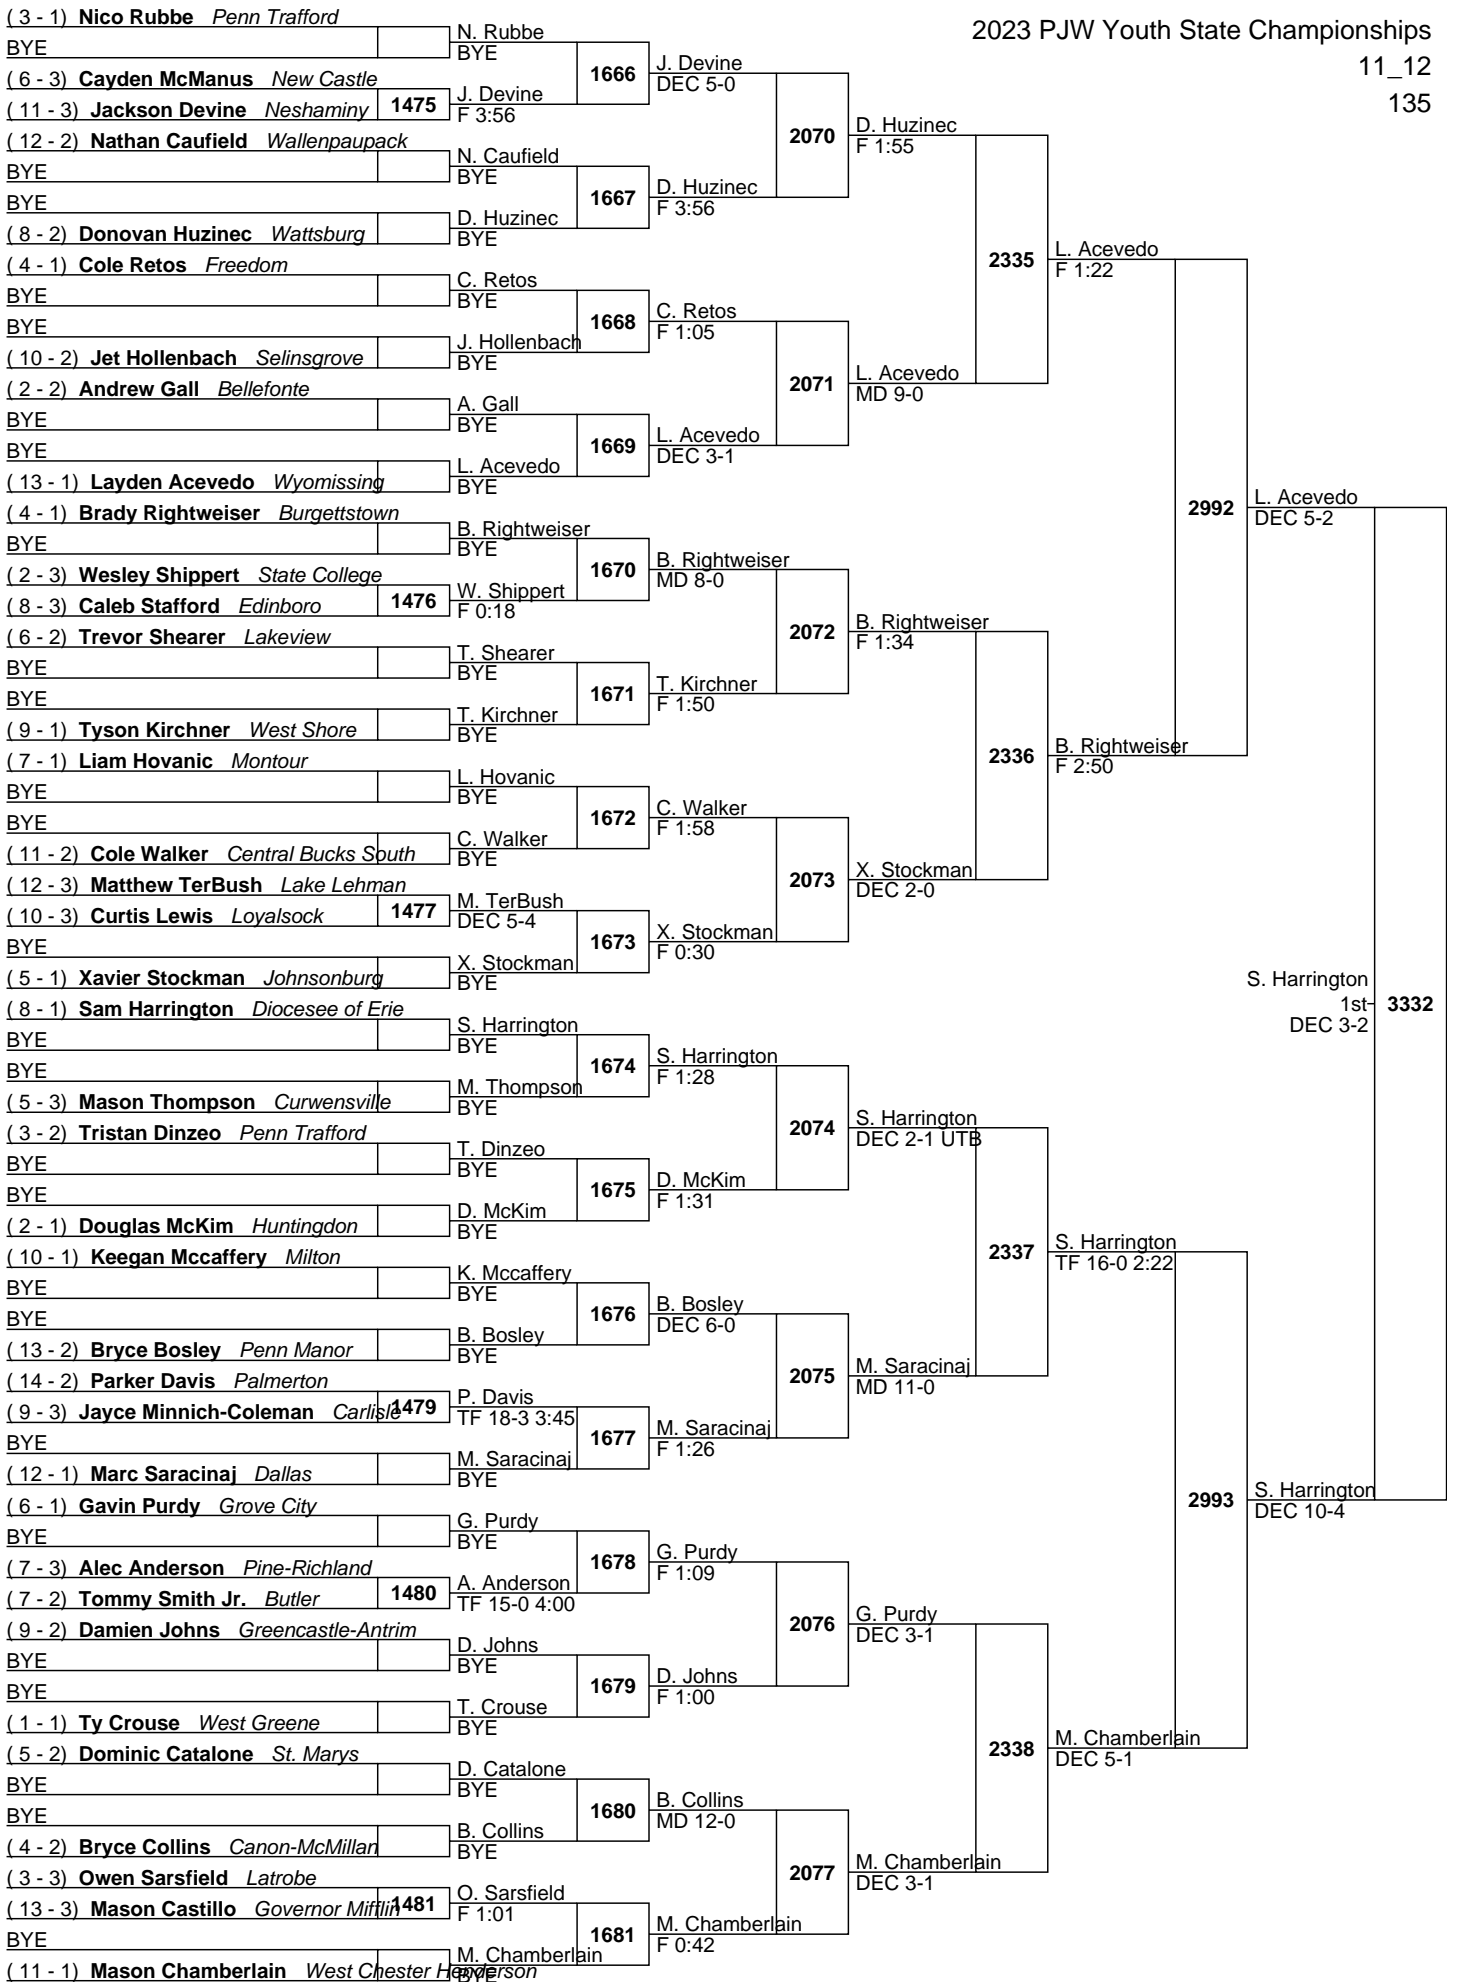 2023 PJW Youth State Championships
11_12
135
( 3 - 1) Nico Rubbe Penn Trafford
BYE
( 6 - 3) Cayden McManus New Castle
( 11 - 3) Jackson Devine Neshaminy 1475
( 12 - 2) Nathan Caufield Wallenpaupack
BYE
BYE
( 8 - 2) Donovan Huzinec Wattsburg
( 4 - 1) Cole Retos Freedom
BYE
BYE
( 10 - 2) Jet Hollenbach Selinsgrove
( 2 - 2) Andrew Gall Bellefonte
BYE
BYE
( 13 - 1) Layden Acevedo Wyomissing
( 4 - 1) Brady Rightweiser Burgettstown
BYE
( 2 - 3) Wesley Shippert State College
( 8 - 3) Caleb Stafford Edinboro 1476
( 6 - 2) Trevor Shearer Lakeview
BYE
BYE
( 9 - 1) Tyson Kirchner West Shore
( 7 - 1) Liam Hovanic Montour
BYE
BYE
( 11 - 2) Cole Walker Central Bucks South
( 12 - 3) Matthew TerBush Lake Lehman
( 10 - 3) Curtis Lewis Loyalsock 1477
BYE
( 5 - 1) Xavier Stockman Johnsonburg
( 8 - 1) Sam Harrington Diocesee of Erie
BYE
BYE
( 5 - 3) Mason Thompson Curwensville
( 3 - 2) Tristan Dinzeo Penn Trafford
BYE
BYE
( 2 - 1) Douglas McKim Huntingdon
( 10 - 1) Keegan Mccaffery Milton
BYE
BYE
( 13 - 2) Bryce Bosley Penn Manor
( 14 - 2) Parker Davis Palmerton
( 9 - 3) Jayce Minnich-Coleman Carlisle 1479
BYE
( 12 - 1) Marc Saracinaj Dallas
( 6 - 1) Gavin Purdy Grove City
BYE
( 7 - 3) Alec Anderson Pine-Richland
( 7 - 2) Tommy Smith Jr. Butler 1480
( 9 - 2) Damien Johns Greencastle-Antrim
BYE
BYE
( 1 - 1) Ty Crouse West Greene
( 5 - 2) Dominic Catalone St. Marys
BYE
BYE
( 4 - 2) Bryce Collins Canon-McMillan
( 3 - 3) Owen Sarsfield Latrobe
( 13 - 3) Mason Castillo Governor Mifflin 1481
BYE
( 11 - 1) Mason Chamberlain West Chester Henderson
N. Rubbe
BYE
1666
J. Devine
F 3:56
N. Caufield
BYE
1667
D. Huzinec
BYE
C. Retos
BYE
1668
J. Hollenbach
BYE
A. Gall
BYE
1669
L. Acevedo
BYE
B. Rightweiser
BYE
1670
W. Shippert
F 0:18
T. Shearer
BYE
1671
T. Kirchner
BYE
L. Hovanic
BYE
1672
C. Walker
BYE
M. TerBush
DEC 5-4
1673
X. Stockman
BYE
S. Harrington
BYE
1674
M. Thompson
BYE
T. Dinzeo
BYE
1675
D. McKim
BYE
K. Mccaffery
BYE
1676
B. Bosley
BYE
P. Davis
TF 18-3 3:45
1677
M. Saracinaj
BYE
G. Purdy
BYE
1678
A. Anderson
TF 15-0 4:00
D. Johns
BYE
1679
T. Crouse
BYE
D. Catalone
BYE
1680
B. Collins
BYE
O. Sarsfield
F 1:01
1681
M. Chamberlain
BYE
J. Devine
DEC 5-0
2070
D. Huzinec
F 3:56
C. Retos
F 1:05
2071
L. Acevedo
DEC 3-1
B. Rightweiser
MD 8-0
2072
T. Kirchner
F 1:50
C. Walker
F 1:58
2073
X. Stockman
F 0:30
S. Harrington
F 1:28
2074
D. McKim
F 1:31
B. Bosley
DEC 6-0
2075
M. Saracinaj
F 1:26
G. Purdy
F 1:09
2076
D. Johns
F 1:00
B. Collins
MD 12-0
2077
M. Chamberlain
F 0:42
D. Huzinec
F 1:55
2335
L. Acevedo
MD 9-0
B. Rightweiser
F 1:34
2336
X. Stockman
DEC 2-0
S. Harrington
DEC 2-1 UTB
2337
M. Saracinaj
MD 11-0
G. Purdy
DEC 3-1
2338
M. Chamberlain
DEC 3-1
L. Acevedo
F 1:22
2992
B. Rightweiser
F 2:50
S. Harrington
TF 16-0 2:22
2993
M. Chamberlain
DEC 5-1
L. Acevedo
DEC 5-2
S. Harrington
1st 3332
DEC 3-2
S. Harrington
DEC 10-4